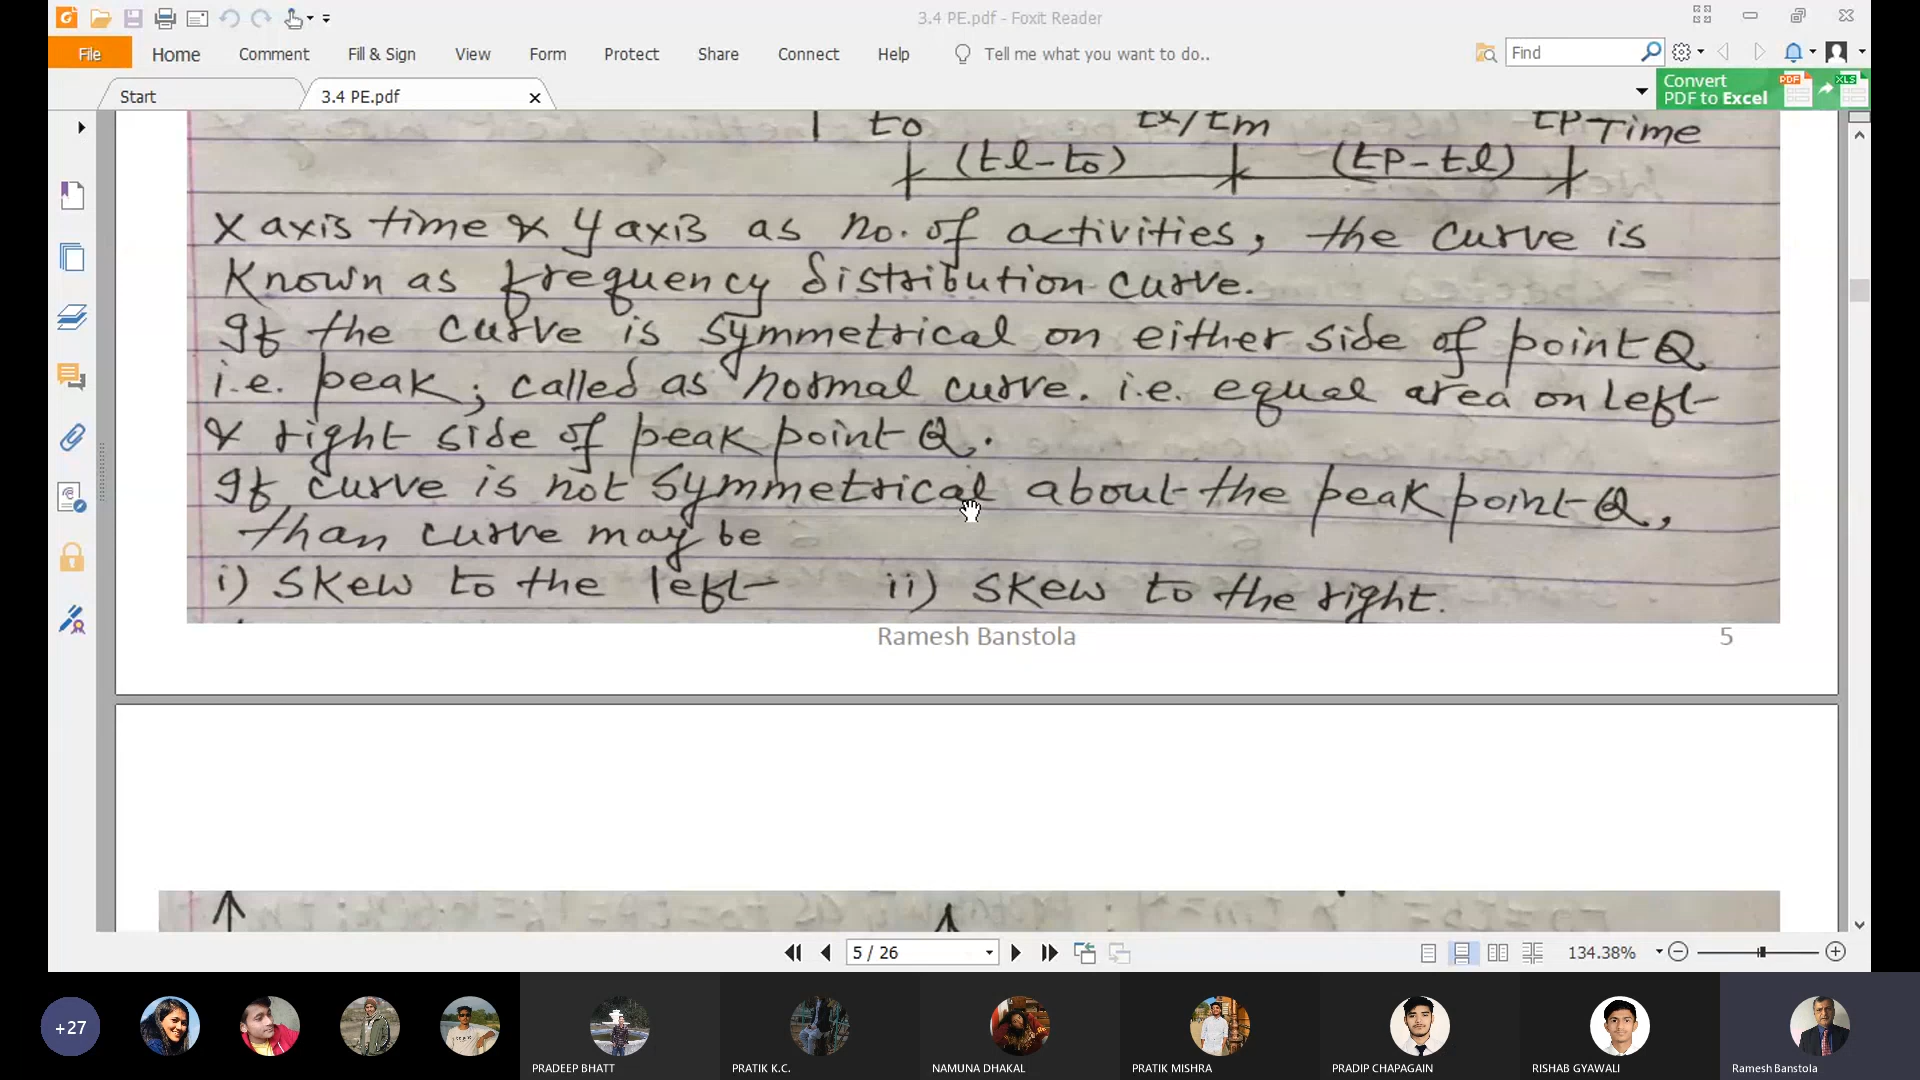 3.4 PE.pdf - Foxit Reader
File Home Comment Fill & Sign View Form Protect Share Connect Help Tell me what you want to do.. Find
Start 3.4 PE.pdf
Convert
PDF to Excel
PDF XLS
to tl/tm tp Time
(tl-to) (tp-tl)
X axis time & Y axis as no. of activities, the curve is
Known as frequency distribution curve.
If the curve is symmetrical on either side of point Q
i.e. peak; called as normal curve. i.e. equal area on left
& right side of peak point Q.
If curve is not symmetrical about the peak point Q,
than curve may be
i) Skew to the left ii) Skew to the right.
Ramesh Banstola 5
5 / 26 134.38%
+27
PRADEEP BHATT PRATIK K.C. NAMUNA DHAKAL PRATIK MISHRA PRADIP CHAPAGAIN RISHAB GYAWALI Ramesh Banstola